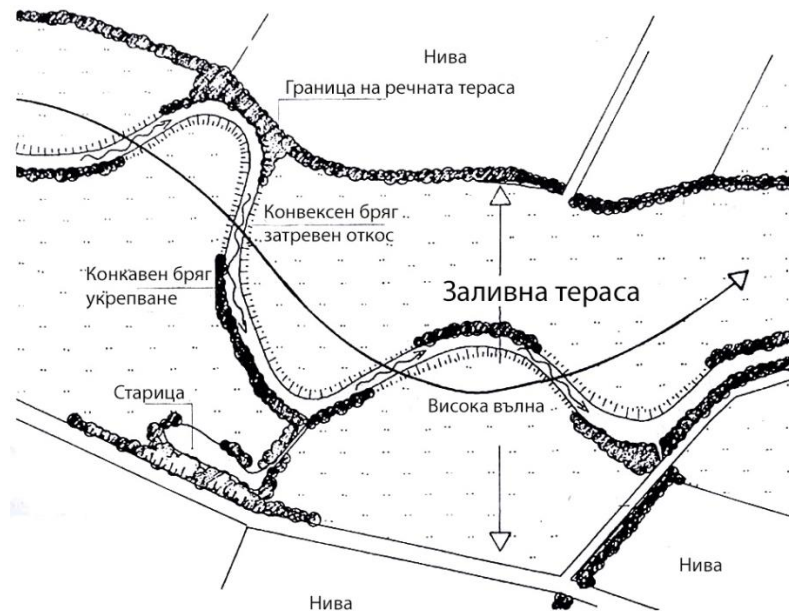 Нива
Граница на речната тераса
Конвексен бряг
затревен откос
Конкавен бряг
укрепване
Заливна тераса
Старица
Висока вълна
Нива
Нива